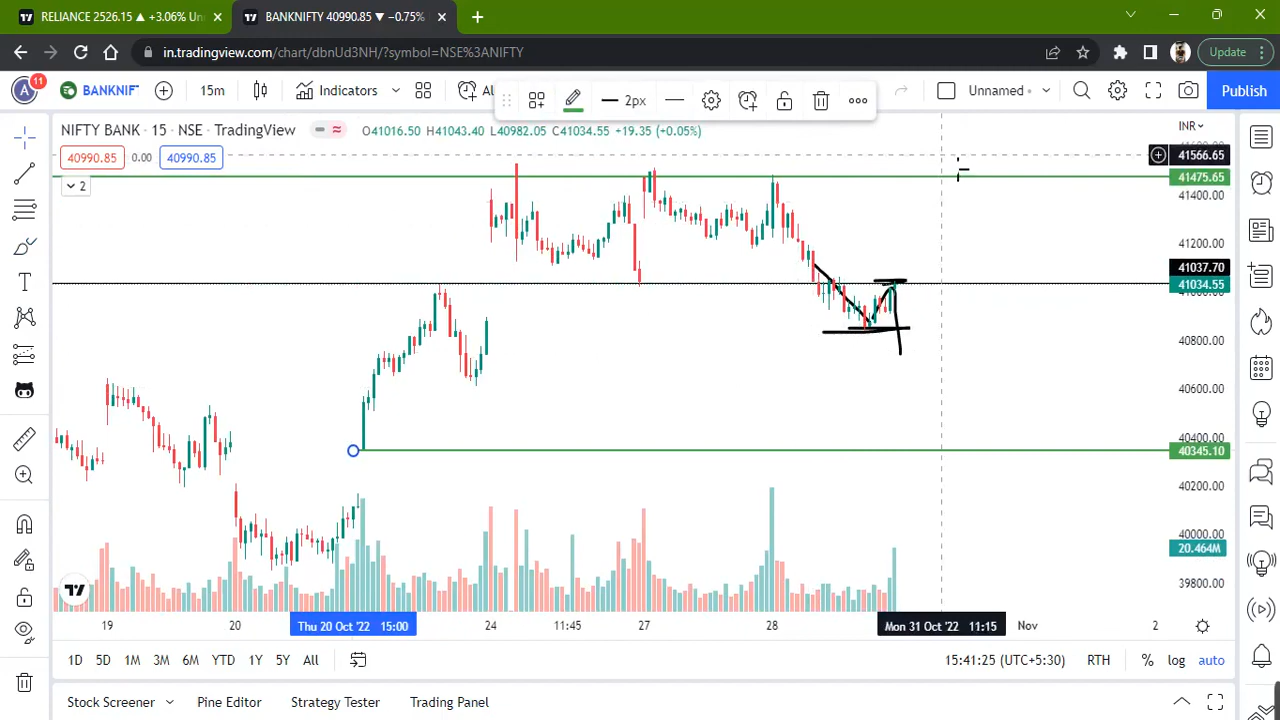 RELIANCE 2526.15 ▲ +3.06% Un
BANKNIFTY 40990.85 ▼ −0.75%
in.tradingview.com/chart/dbnUd3NH/?symbol=NSE%3ANIFTY
Update
A 11
BANKNIF
15m
Indicators
Al
2px
Unnamed
Publish
NIFTY BANK · 15 · NSE · TradingView
O41016.50 H41043.40 L40982.05 C41034.55 +19.35 (+0.05%)
INR
40990.85 0.00 40990.85
2
41566.65
41475.65
41400.00
41200.00
41037.70
41034.55
40800.00
40600.00
40400.00
40345.10
40200.00
40000.00
20.464M
39800.00
19 20 Thu 20 Oct '22 15:00 24 11:45 27 28 Mon 31 Oct '22 11:15 Nov 2
1D 5D 1M 3M 6M YTD 1Y 5Y All
15:41:25 (UTC+5:30) RTH % log auto
Stock Screener Pine Editor Strategy Tester Trading Panel